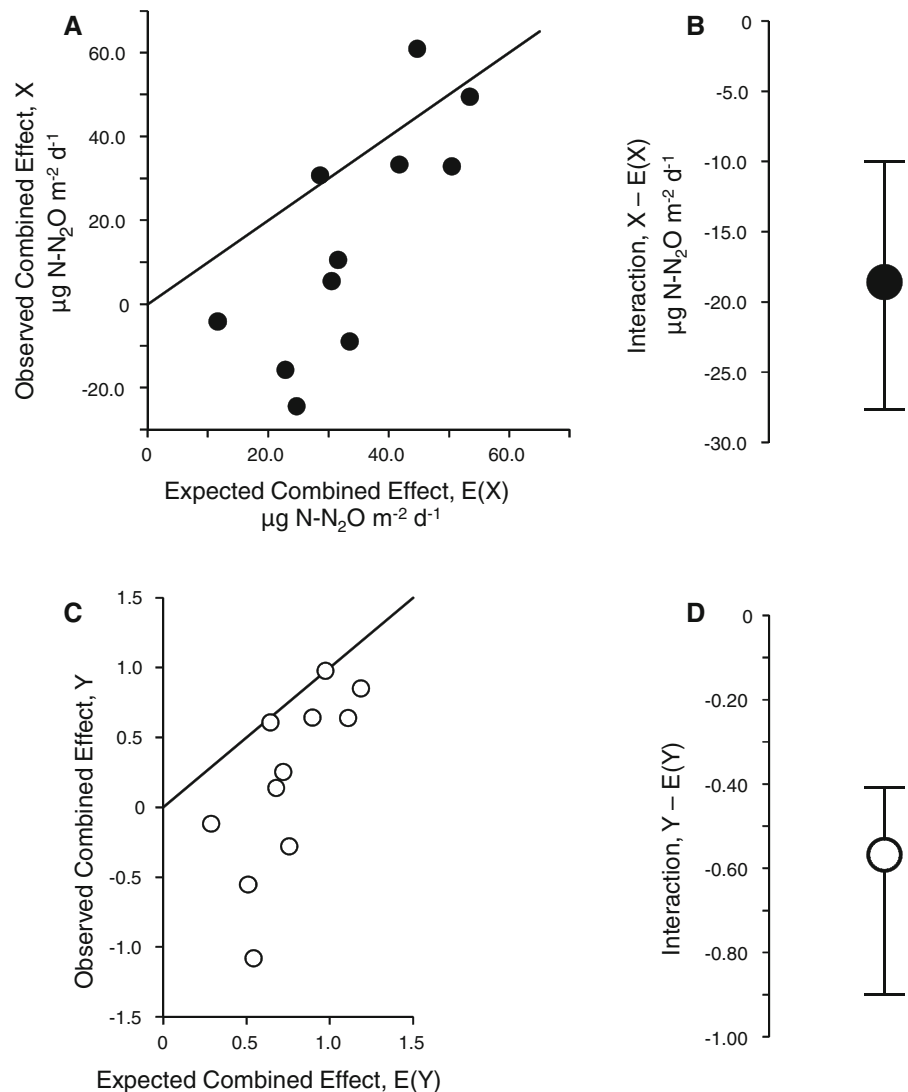 A
60.0
40.0
20.0
0
-20.0
Observed Combined Effect, X
µg N-N₂O m⁻² d⁻¹
0 20.0 40.0 60.0
Expected Combined Effect, E(X)
µg N-N₂O m⁻² d⁻¹
B
0
-5.0
-10.0
-15.0
-20.0
-25.0
-30.0
Interaction, X – E(X)
µg N-N₂O m⁻² d⁻¹
C
1.5
1.0
0.5
0
-0.5
-1.0
-1.5
Observed Combined Effect, Y
0 0.5 1.0 1.5
Expected Combined Effect, E(Y)
D
0
-0.20
-0.40
-0.60
-0.80
-1.00
Interaction, Y – E(Y)